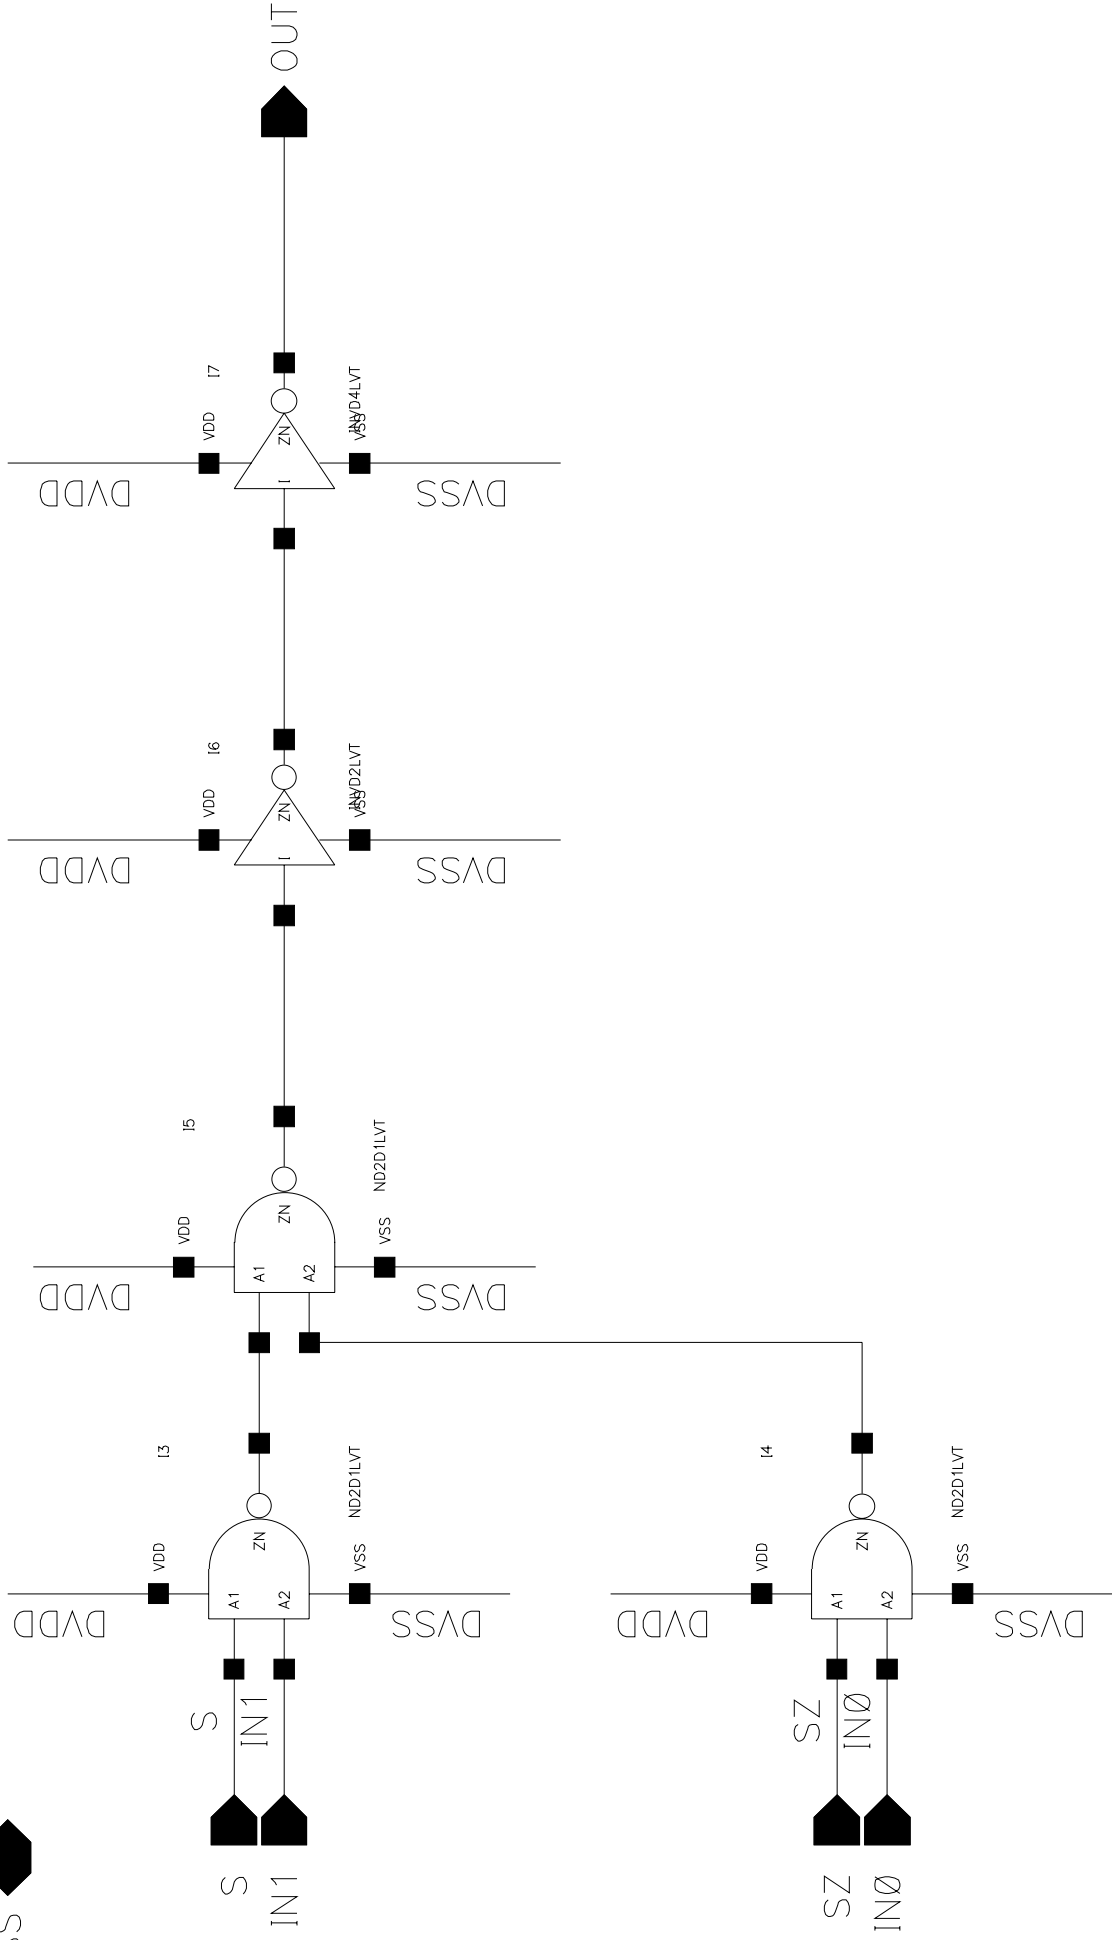 OUT
I7
VDD
ZN
I
INVD4LVT
VSS
DVDD
DVSS
I6
VDD
ZN
I
INVD2LVT
VSS
DVDD
DVSS
I5
VDD
ZN
A1
A2
ND2D1LVT
VSS
DVDD
DVSS
I3
VDD
ZN
A1
A2
ND2D1LVT
VSS
DVDD
DVSS
S
IN1
S
IN1
I4
VDD
ZN
A1
A2
ND2D1LVT
VSS
DVDD
DVSS
SZ
IN0
SZ
IN0